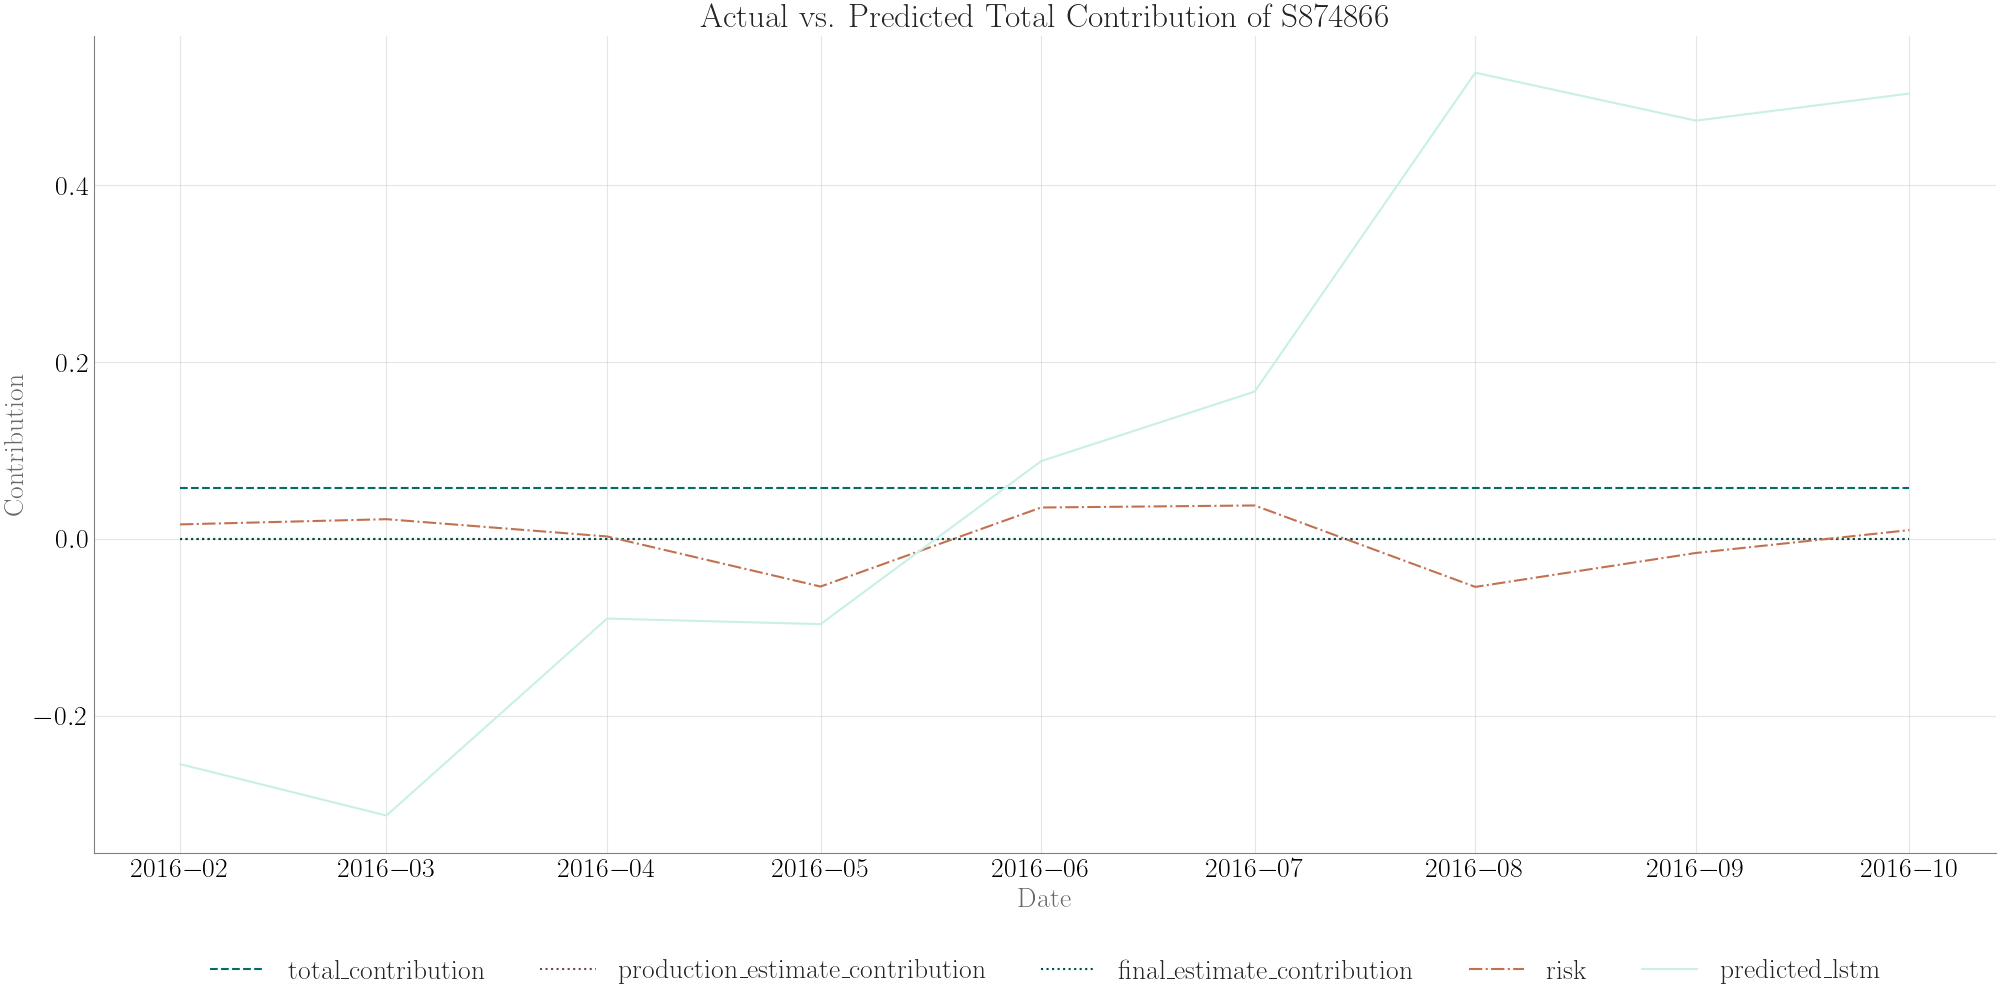 Actual vs. Predicted Total Contribution of S874866
Contribution
0.4
0.2
0.0
−0.2
2016−02 2016−03 2016−04 2016−05 2016−06 2016−07 2016−08 2016−09 2016−10
Date
total_contribution production_estimate_contribution final_estimate_contribution risk predicted_lstm